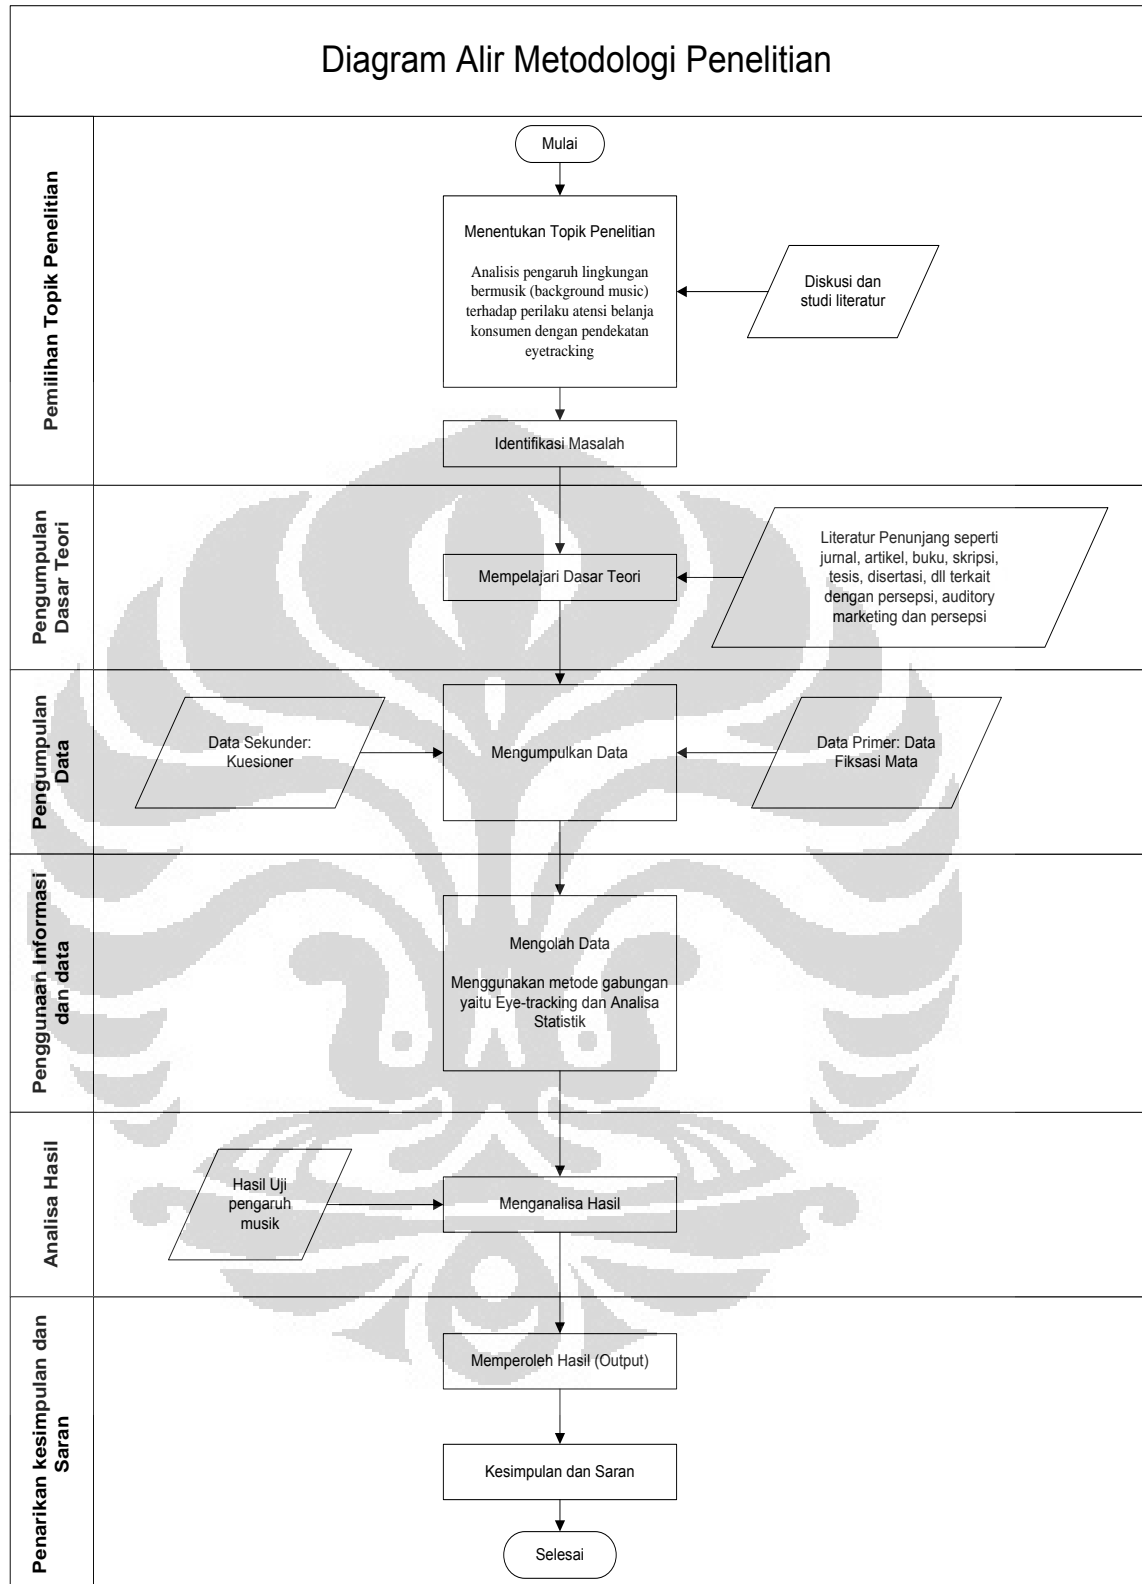 Diagram Alir Metodologi Penelitian
Pemilihan Topik Penelitian
Mulai
Menentukan Topik Penelitian
Analisis pengaruh lingkungan
bermusik (background music)
terhadap perilaku atensi belanja
konsumen dengan pendekatan
eyetracking
Diskusi dan
studi literatur
Identifikasi Masalah
Pengumpulan
Dasar Teori
Mempelajari Dasar Teori
Literatur Penunjang seperti
jurnal, artikel, buku, skripsi,
tesis, disertasi, dll terkait
dengan persepsi, auditory
marketing dan persepsi
Pengumpulan
Data
Data Sekunder:
Kuesioner
Mengumpulkan Data
Data Primer: Data
Fiksasi Mata
Penggunaan informasi
dan data
Mengolah Data
Menggunakan metode gabungan
yaitu Eye-tracking dan Analisa
Statistik
Analisa Hasil
Hasil Uji
pengaruh
musik
Menganalisa Hasil
Penarikan kesimpulan dan
Saran
Memperoleh Hasil (Output)
Kesimpulan dan Saran
Selesai